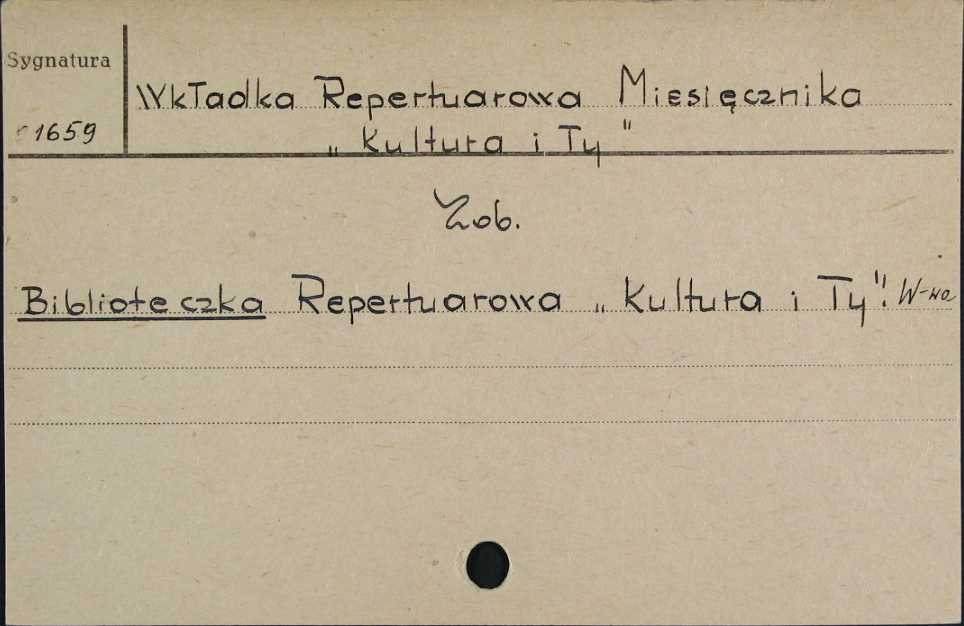 Sygnatura
Wkładka Repertuarowa Miesięcznika
1659
„Kultura i Ty"
Zob.
Biblioteczka Repertuarowa „Kultura i Ty". W-wa